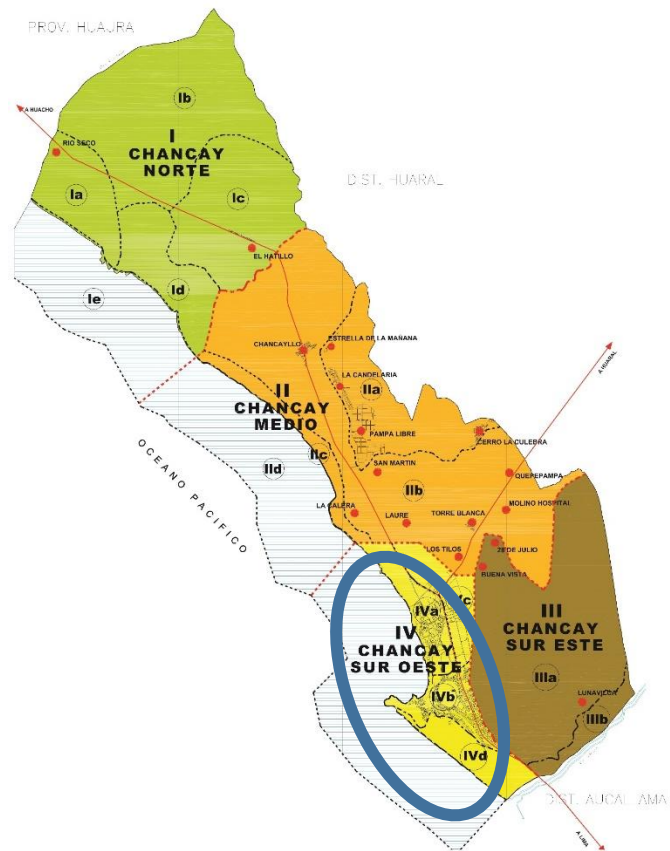 PROV. HUAURA
A HUACHO
Ib
I
CHANCAY
NORTE
RIO SECO
DIST. HUARAL
Ia
Ic
EL HATILLO
Id
Ie
CHANCAYLLO
ESTRELLA DE LA MAÑANA
A HUARAL
LA CANDELARIA
IIa
II
CHANCAY
MEDIO
PAMPA LIBRE
CERRO LA CULEBRA
OCEANO PACIFICO
IId
IIc
SAN MARTIN
QUEPEPAMPA
IIb
LA CALERA
LAURE
TORRE BLANCA
MOLINO HOSPITAL
LOS TILOS
28 DE JULIO
BUENA VISTA
IVa
IVc
III
CHANCAY
SUR ESTE
IV
CHANCAY
SUR OESTE
IIIa
IVb
LUNAVILCA
IIIb
IVd
DIST. AUCALLAMA
A LIMA